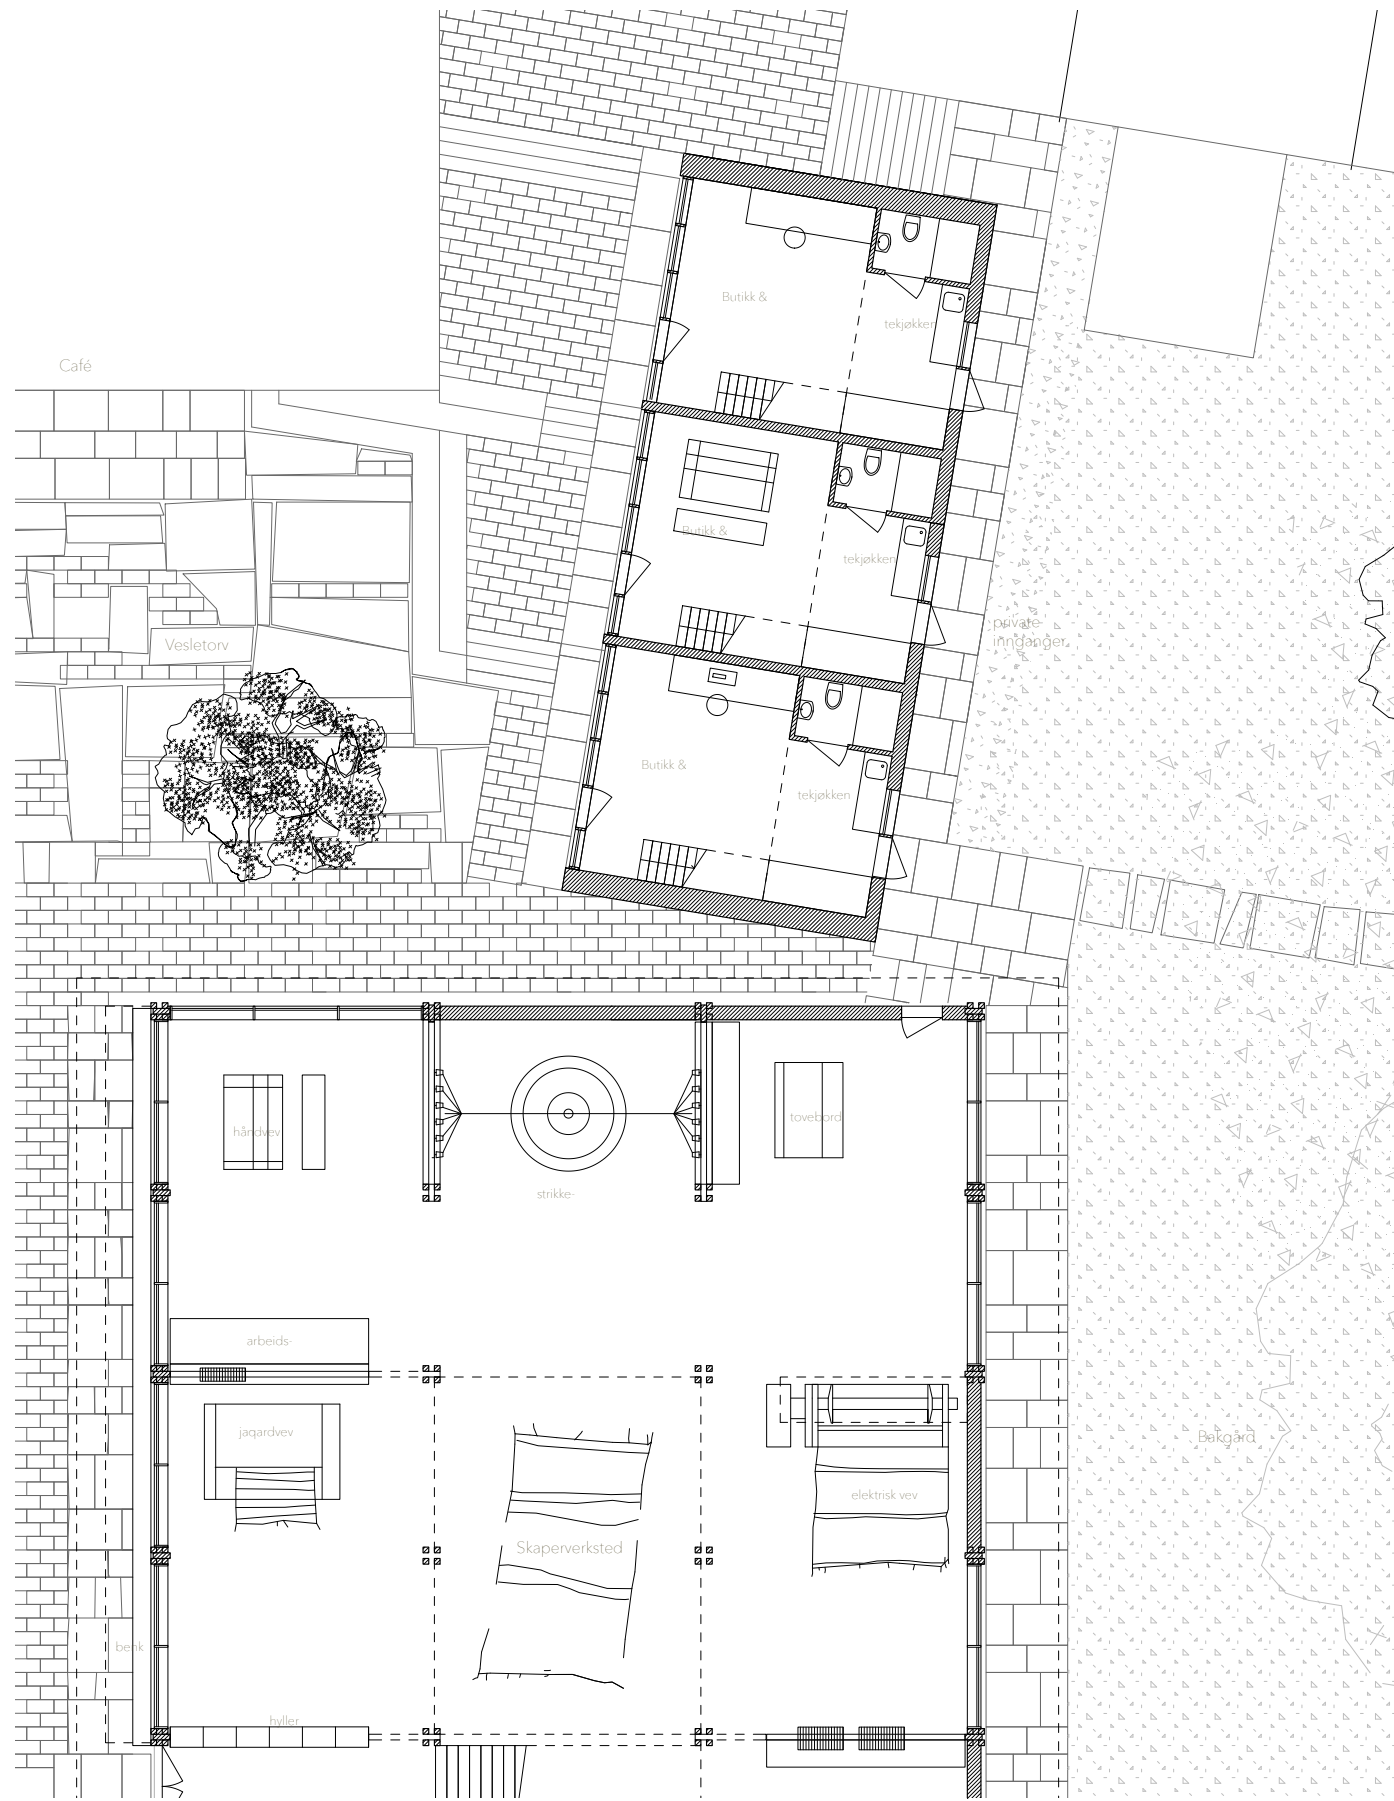 Butikk &
tekjøkken
Café
Butikk &
tekjøkken
private
innganger
Vesletorv
Butikk &
tekjøkken
håndvev
tovebord
strikke-
arbeids-
jaqardvev
Bakgård
elektrisk vev
Skaperverksted
benk
hyller